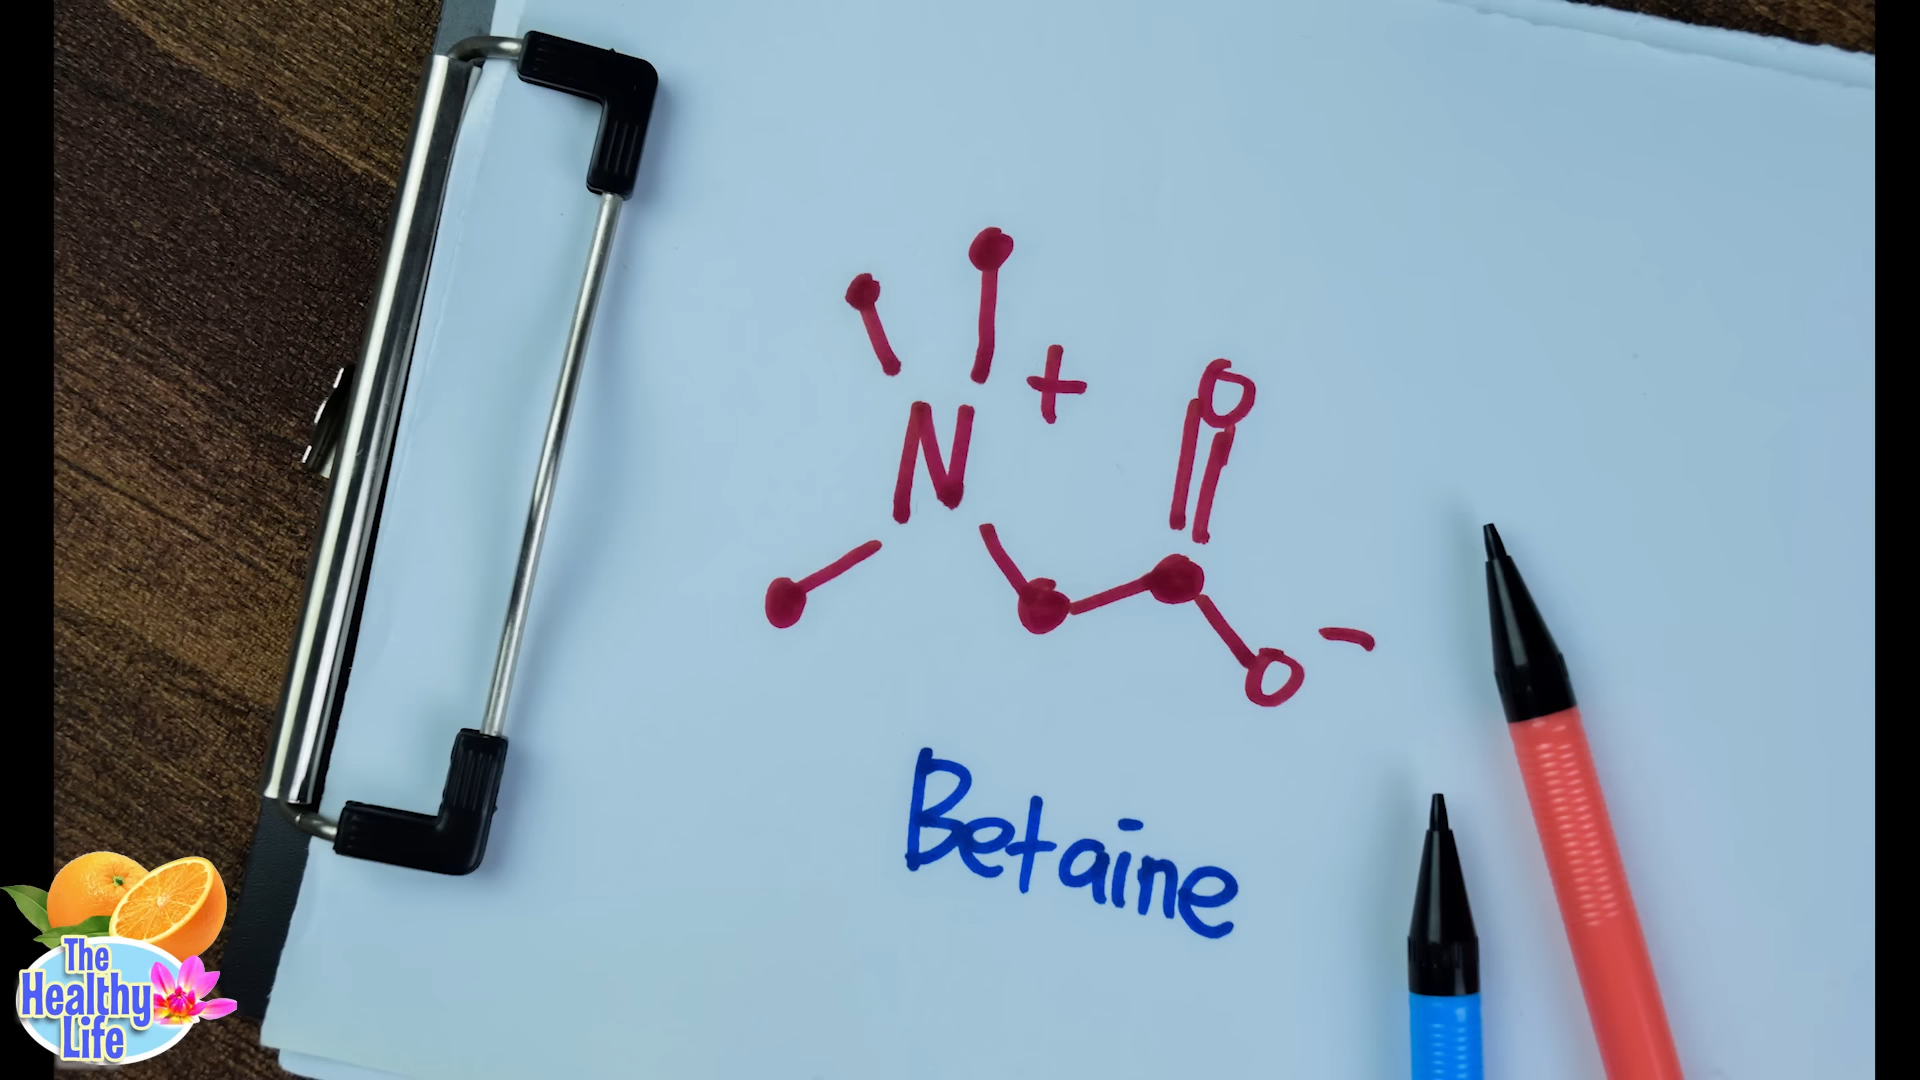 O
+
N
O
−
Betaine
The
Healthy
Life